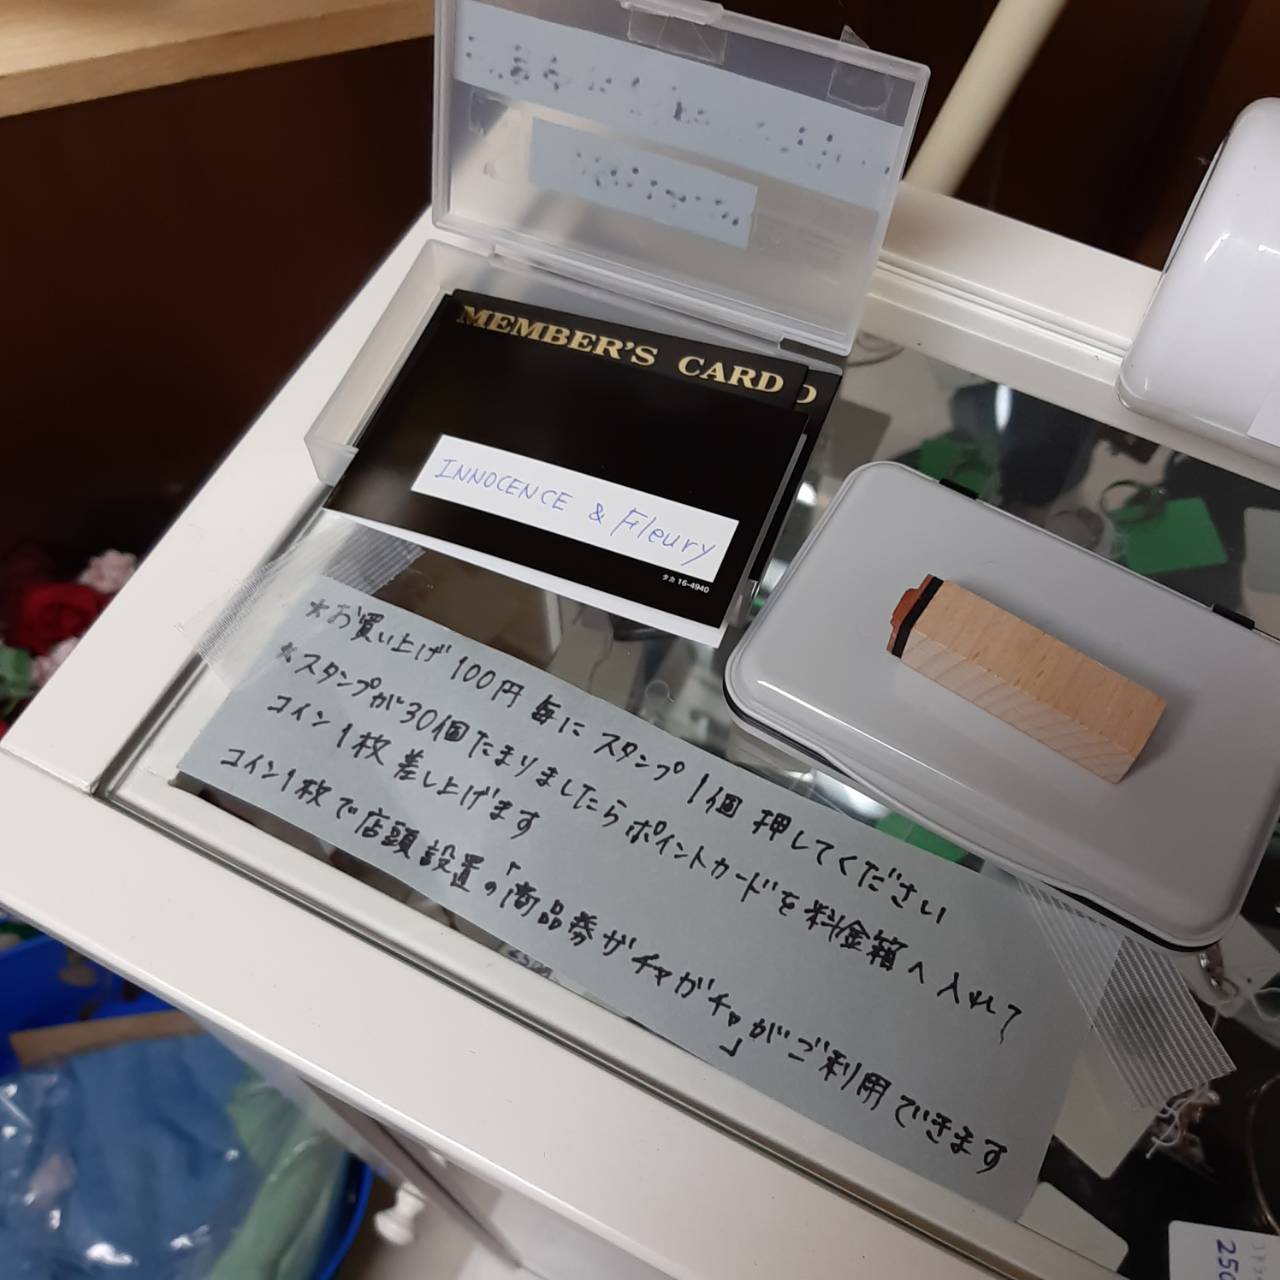 MEMBER'S CARD
D
INNOCENCE & Fleury
タカ 16-4940
*お買い上げ100円毎にスタンプ1個押してください
*スタンプが30個たまりましたらポイントカードを料金箱へ入れて
コイン1枚差し上げます
コイン1枚で店頭設置の「商品券ガチャガチャ」がご利用できます